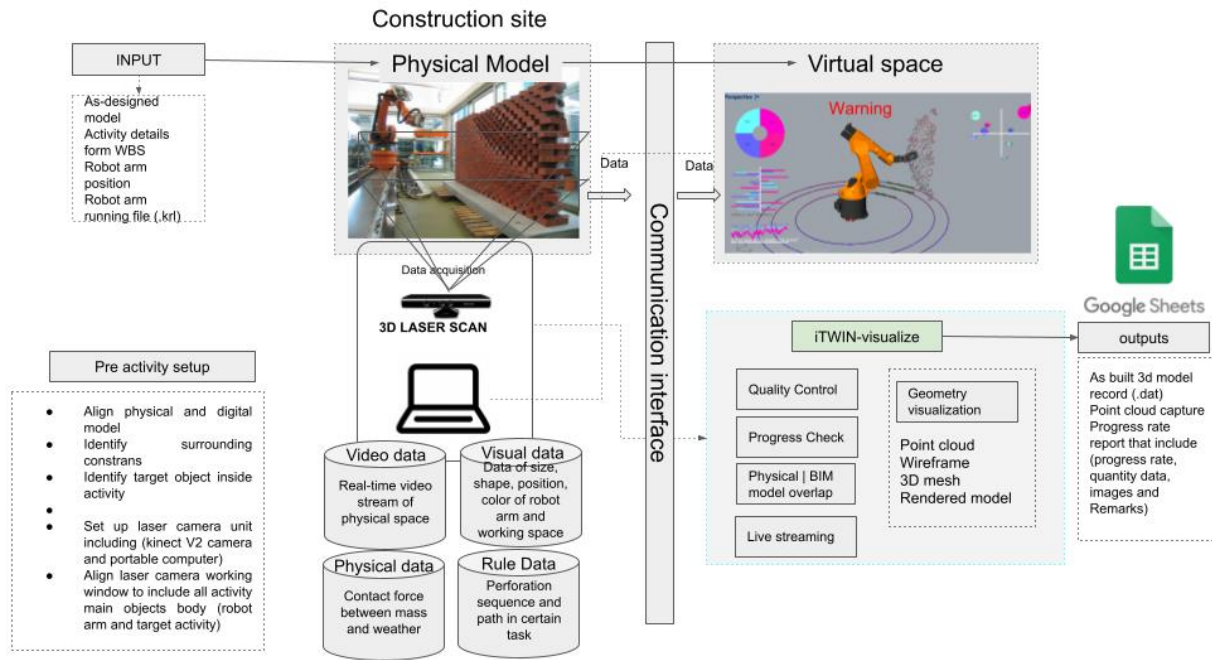 Construction site
INPUT
As-designed
model
Activity details
form WBS
Robot arm
position
Robot arm
running file (.krl)
Physical Model
Data
Data
Communication interface
Virtual space
Perspective
Warning
Data acquisition
3D LASER SCAN
Video data
Real-time video
stream of
physical space
Visual data
Data of size,
shape, position,
color of robot
arm and
working space
Physical data
Contact force
between mass
and weather
Rule Data
Perforation
sequence and
path in certain
task
Pre activity setup
● Align physical and digital
model
● Identify surrounding
constrans
● Identify target object inside
activity
●
● Set up laser camera unit
including (kinect V2 camera
and portable computer)
● Align laser camera working
window to include all activity
main objects body (robot
arm and target activity)
iTWIN-visualize
Quality Control
Progress Check
Physical | BIM
model overlap
Live streaming
Geometry
visualization
Point cloud
Wireframe
3D mesh
Rendered model
Google Sheets
outputs
As built 3d model
record (.dat)
Point cloud capture
Progress rate
report that include
(progress rate,
quantity data,
images and
Remarks)